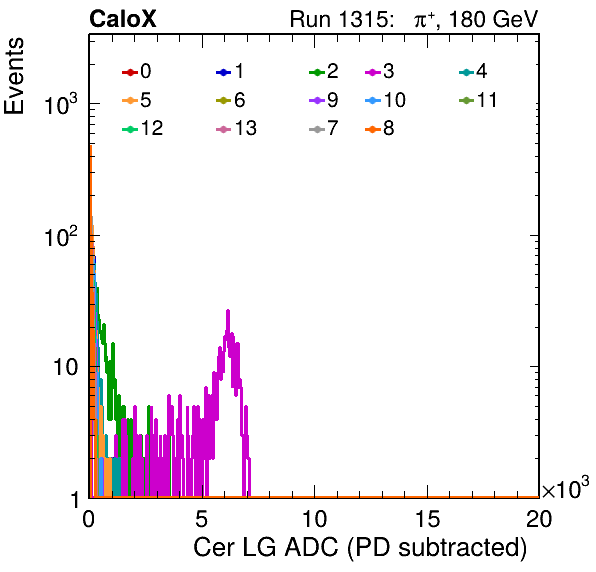 CaloX Run 1315: π⁺, 180 GeV
Events
0 1 2 3 4
5 6 9 10 11
12 13 7 8
10³
10²
10
1
0 5 10 15 20
×10³
Cer LG ADC (PD subtracted)